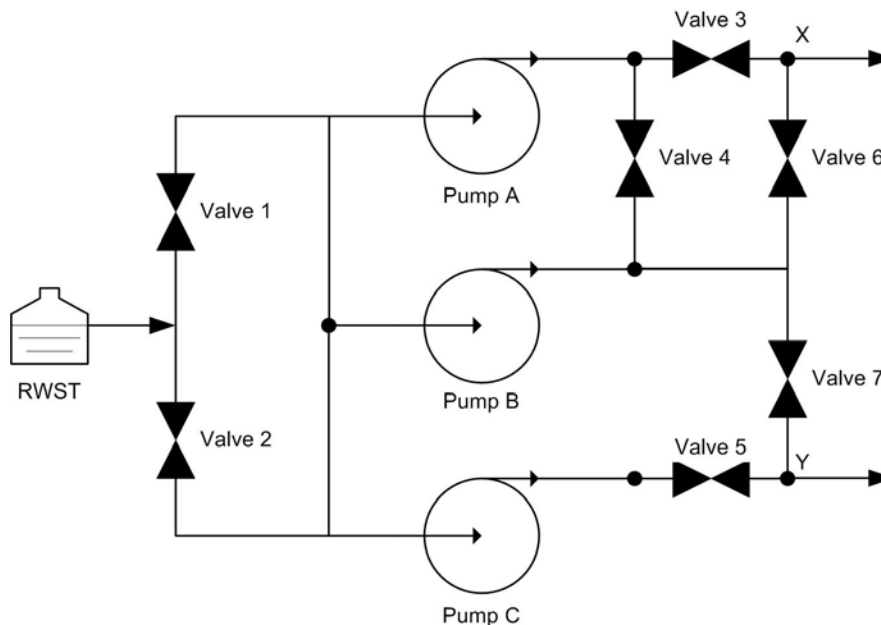 Valve 3
X
Valve 4
Valve 6
Pump A
Valve 1
RWST
Pump B
Valve 7
Valve 2
Valve 5
Y
Pump C